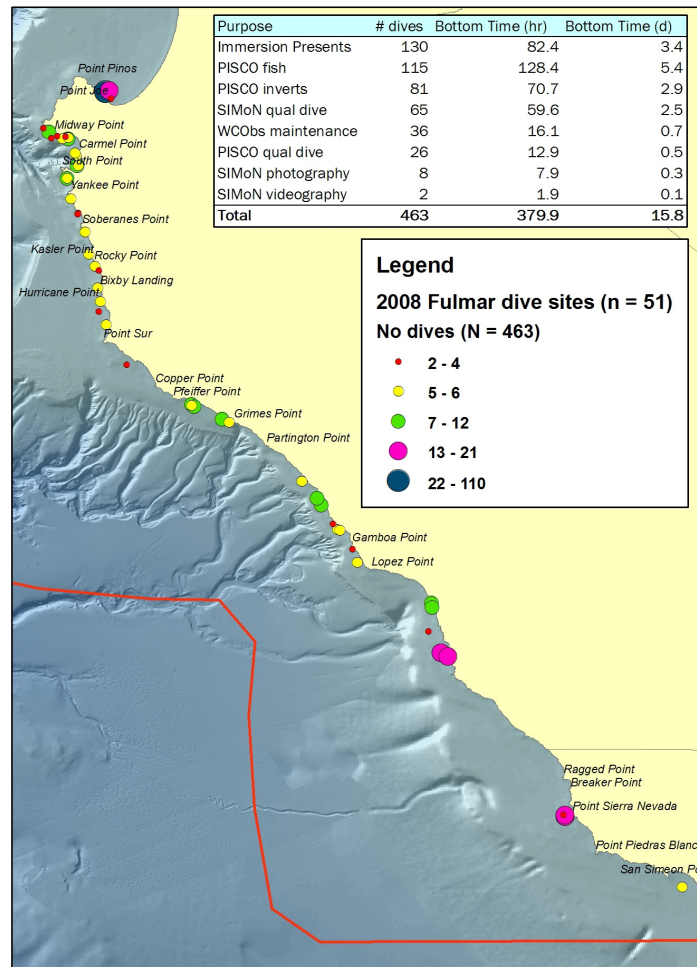 Purpose # dives Bottom Time (hr) Bottom Time (d)
Immersion Presents 130 82.4 3.4
PISCO fish 115 128.4 5.4
PISCO inverts 81 70.7 2.9
SIMoN qual dive 65 59.6 2.5
WCObs maintenance 36 16.1 0.7
PISCO qual dive 26 12.9 0.5
SIMoN photography 8 7.9 0.3
SIMoN videography 2 1.9 0.1
Total 463 379.9 15.8
Point Pinos
Point Joe
Midway Point
Carmel Point
South Point
Yankee Point
Soberanes Point
Kasler Point
Rocky Point
Bixby Landing
Hurricane Point
Point Sur
Legend
2008 Fulmar dive sites (n = 51)
No dives (N = 463)
2 - 4
5 - 6
7 - 12
13 - 21
22 - 110
Copper Point
Pfeiffer Point
Grimes Point
Partington Point
Gamboa Point
Lopez Point
Ragged Point
Breaker Point
Point Sierra Nevada
Point Piedras Blanc
San Simeon Po